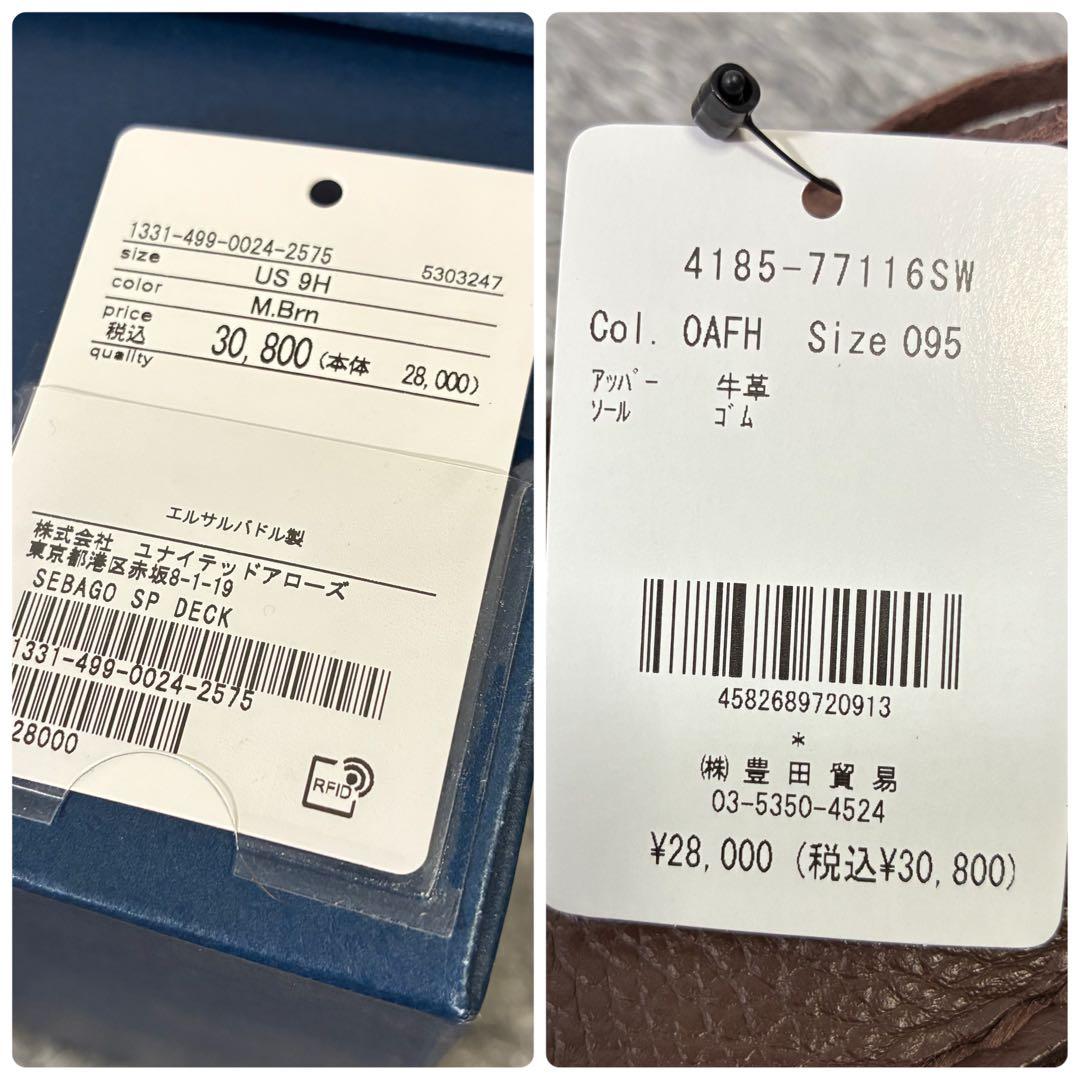 1331-499-0024-2575
size US 9H 5303247
color M.Brn
price
税込 30,800 (本体 28,000)
quality
エルサルバドル製
株式会社 ユナイテッドアローズ
東京都港区赤坂8-1-19
SEBAGO SP DECK
1331-499-0024-2575
28000
RFID
4185-77116SW
Col. OAFH Size 095
アッパー 牛革
ソール ゴム
4582689720913
*
㈱ 豊田貿易
03-5350-4524
¥28,000 (税込¥30,800)